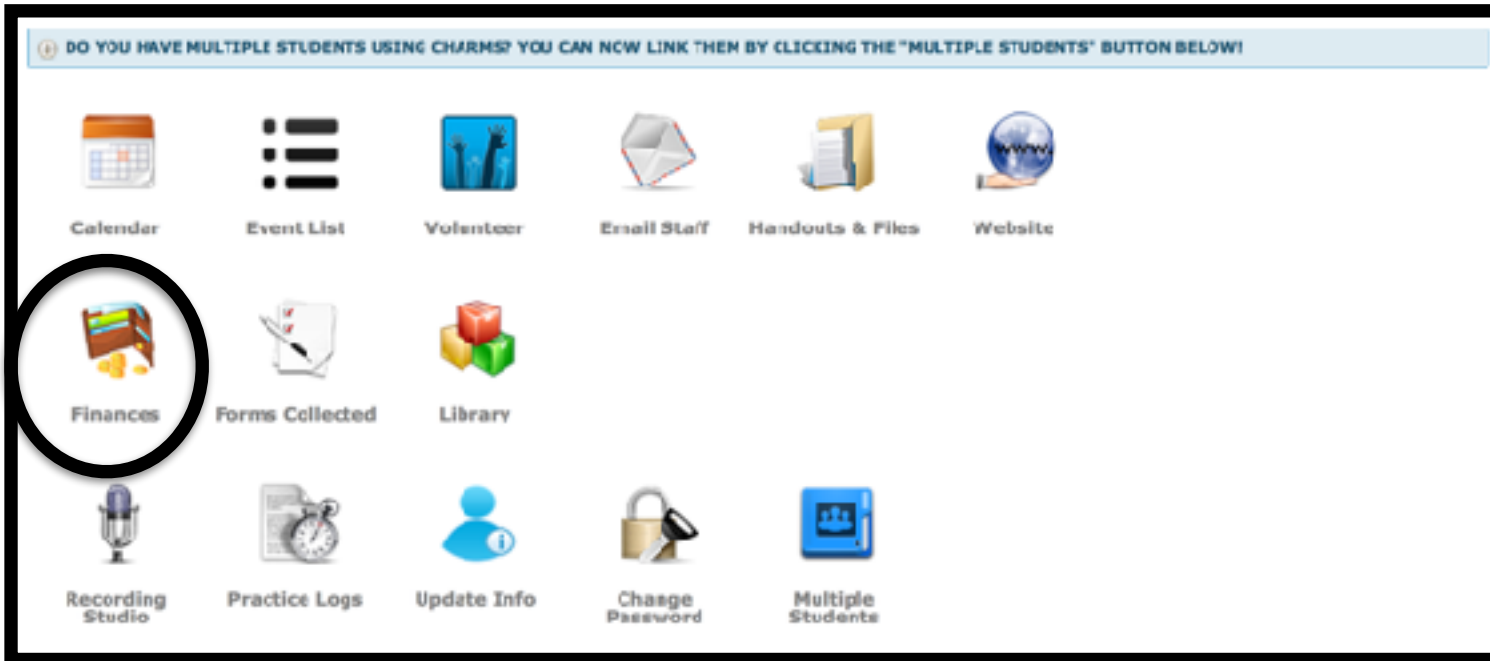 DO YOU HAVE MULTIPLE STUDENTS USING CHARMS? YOU CAN NOW LINK THEM BY CLICKING THE "MULTIPLE STUDENTS" BUTTON BELOW!
Calendar Event List Volunteer Email Staff Handouts & Files Website
www.
Finances Forms Collected Library
Recording Studio
Practice Logs
Update Info
Change Password
Multiple Students